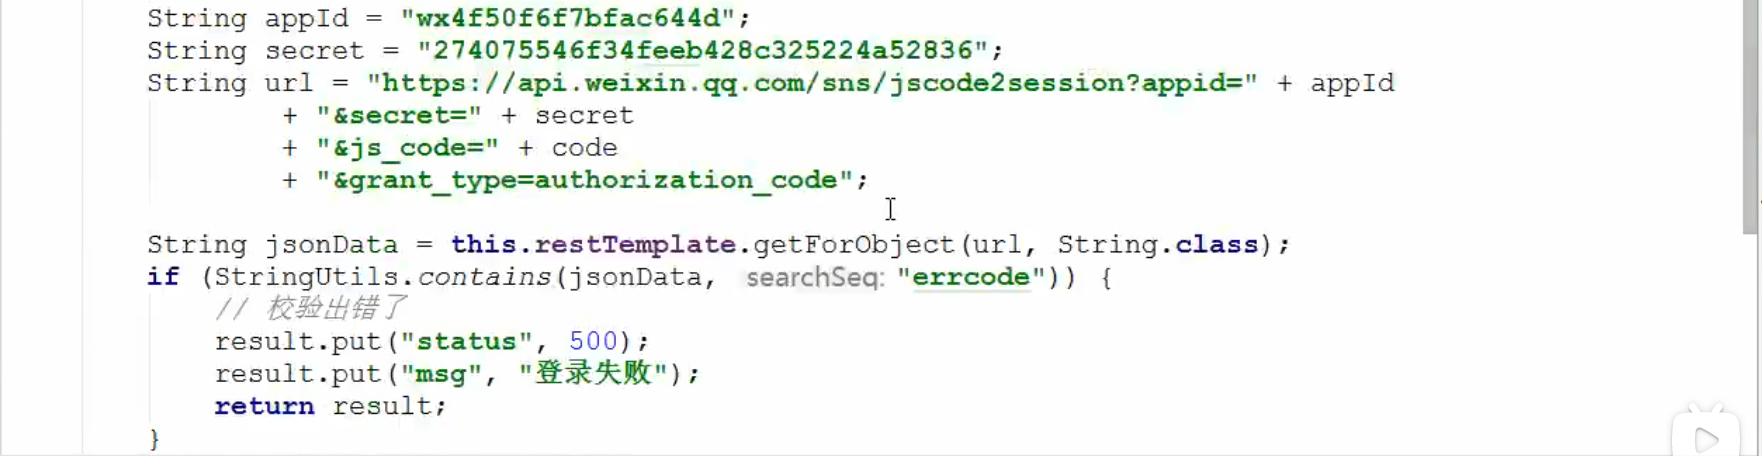 String appId = "wx4f50f6f7bfac644d";
String secret = "274075546f34feeb428c325224a52836";
String url = "https://api.weixin.qq.com/sns/jscode2session?appid=" + appId
+ "&secret=" + secret
+ "&js_code=" + code
+ "&grant_type=authorization_code";
String jsonData = this.restTemplate.getForObject(url, String.class);
if (StringUtils.contains(jsonData, searchSeq: "errcode")) {
// 校验出错了
result.put("status", 500);
result.put("msg", "登录失败");
return result;
}